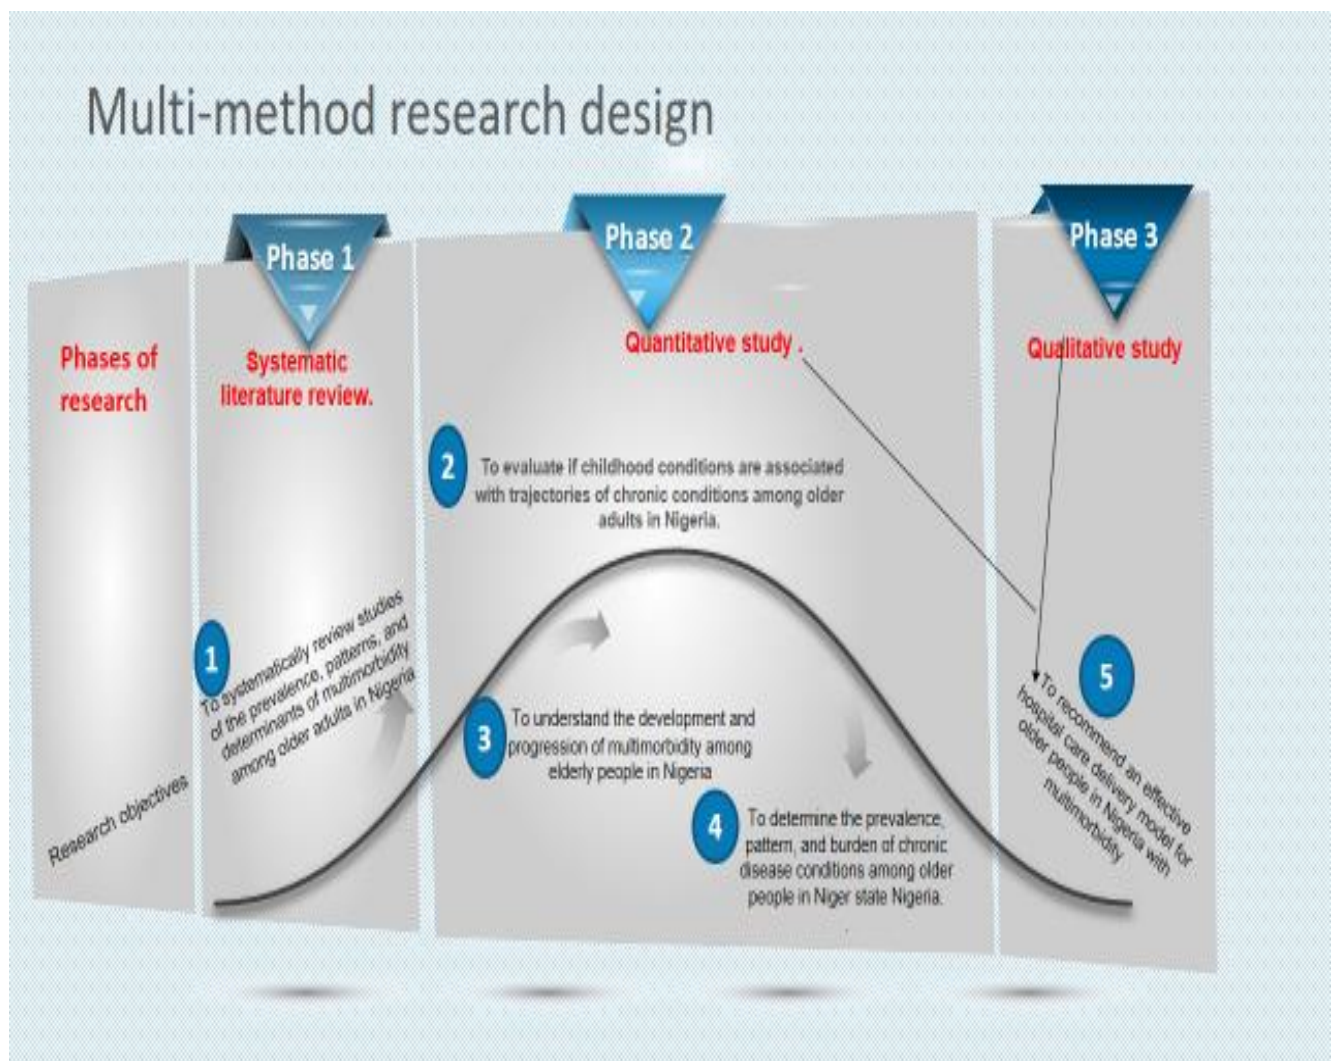 Multi-method research design
Phase 1
Phase 2
Phase 3
Phases of
research
Systematic
literature review.
Quantitative study .
Qualitative study
Research objectives
1
To systematically review studies
of the prevalence, patterns, and
determinants of multimorbidity
among older adults in Nigeria
2
To evaluate if childhood conditions are associated
with trajectories of chronic conditions among older
adults in Nigeria.
3
To understand the development and
progression of multimorbidity among
elderly people in Nigeria
4
To determine the prevalence,
pattern, and burden of chronic
disease conditions among older
people in Niger state Nigeria.
.
5
To recommend an effective
hospital care delivery model for
older people in Nigeria with
multimorbidity